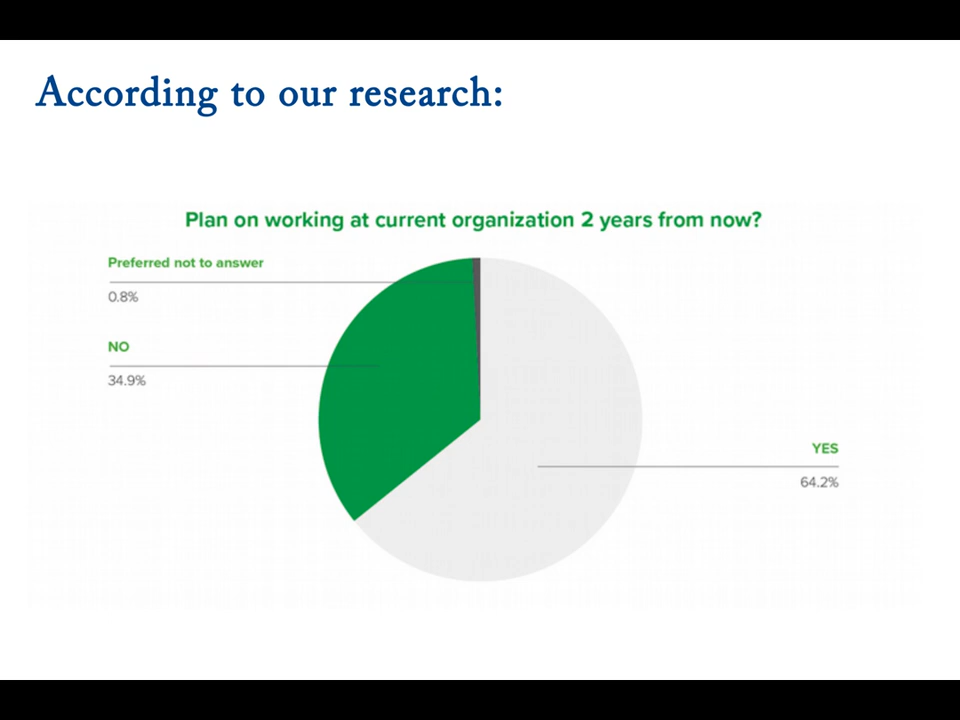 According to our research:
Plan on working at current organization 2 years from now?
Preferred not to answer
0.8%
NO
34.9%
YES
64.2%